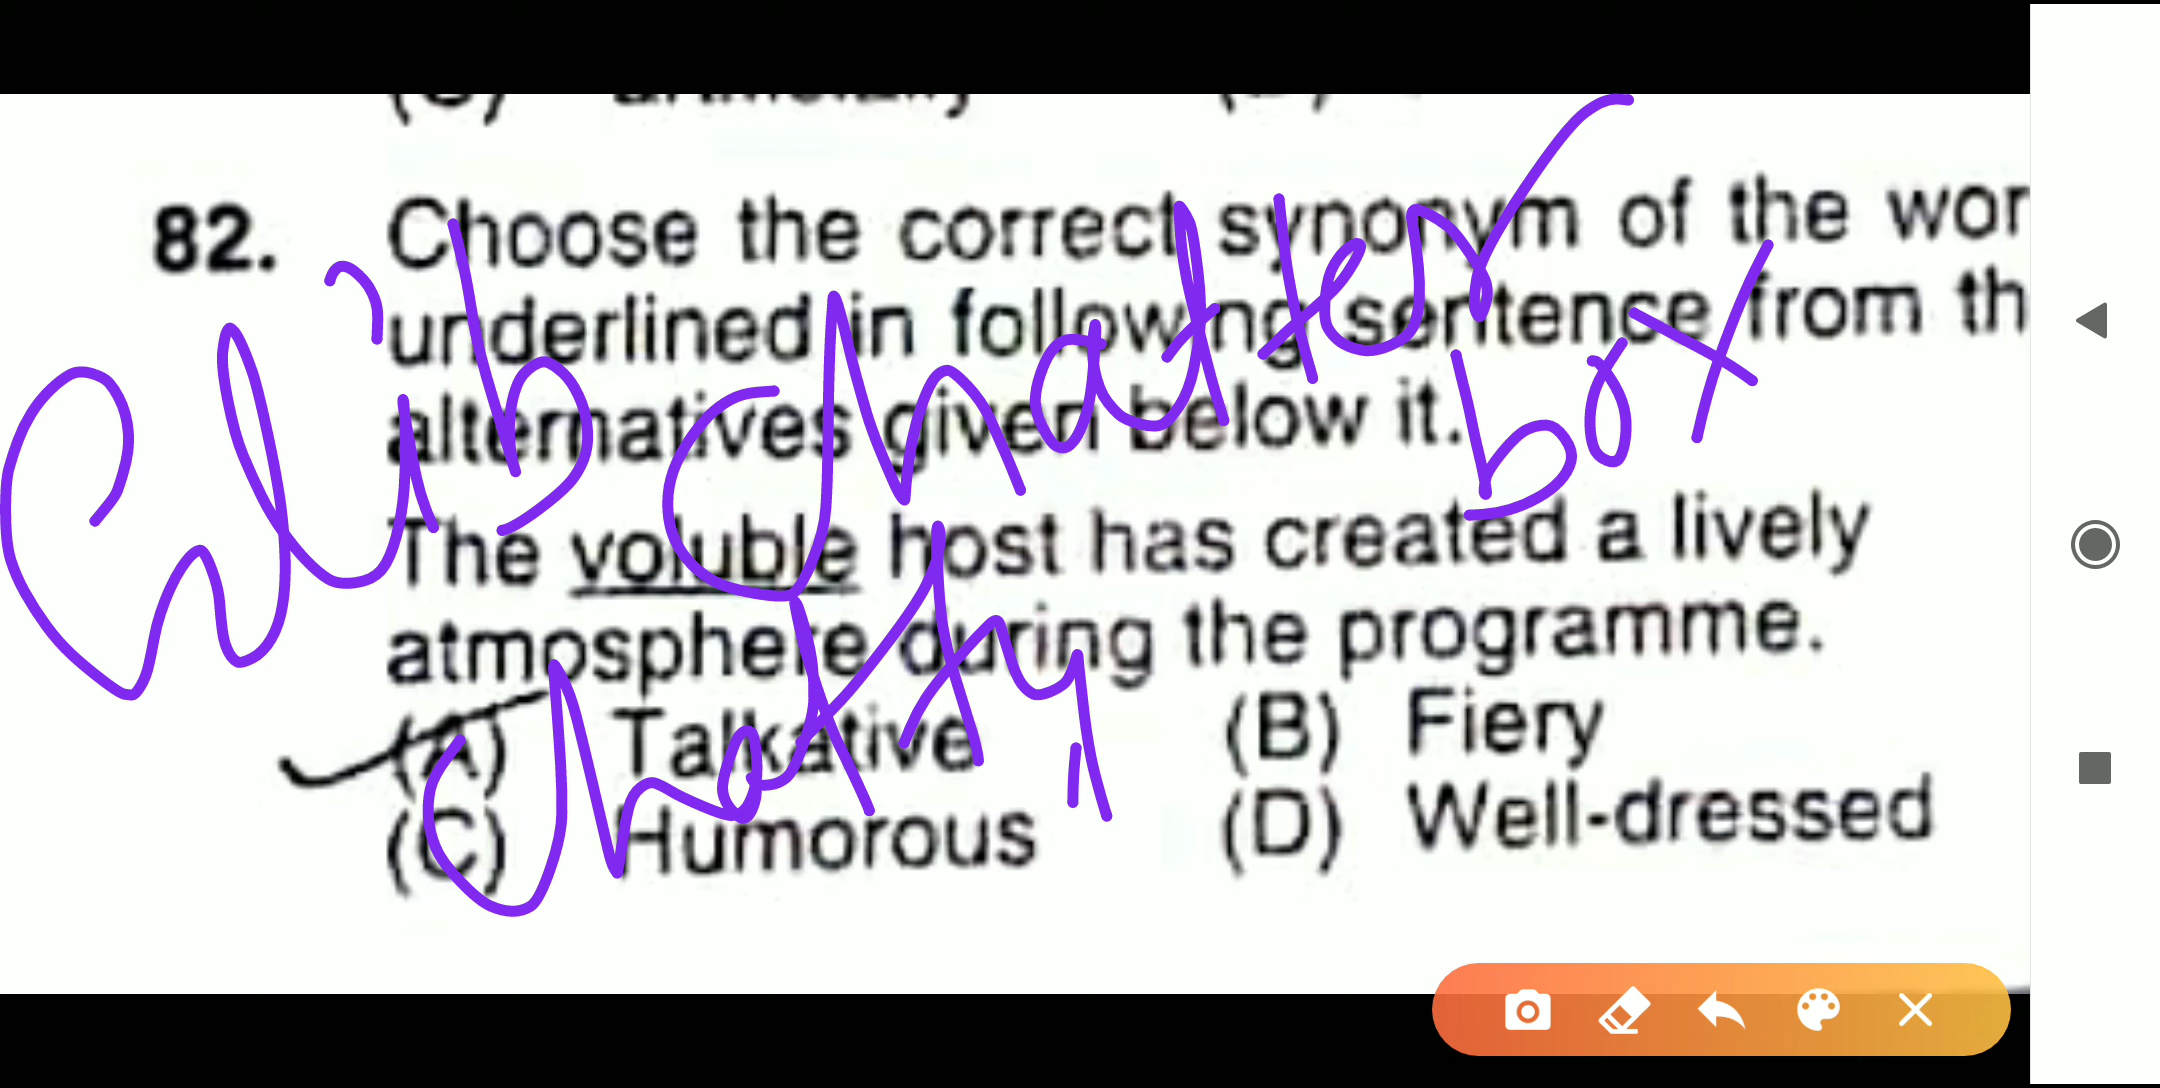 82. Choose the correct synonym of the wor
underlined in following sentence from th
alternatives given below it.
The voluble host has created a lively
atmosphere during the programme.
(A) Talkative (B) Fiery
(C) Humorous (D) Well-dressed
Glib
Chatter
box
Chatty,